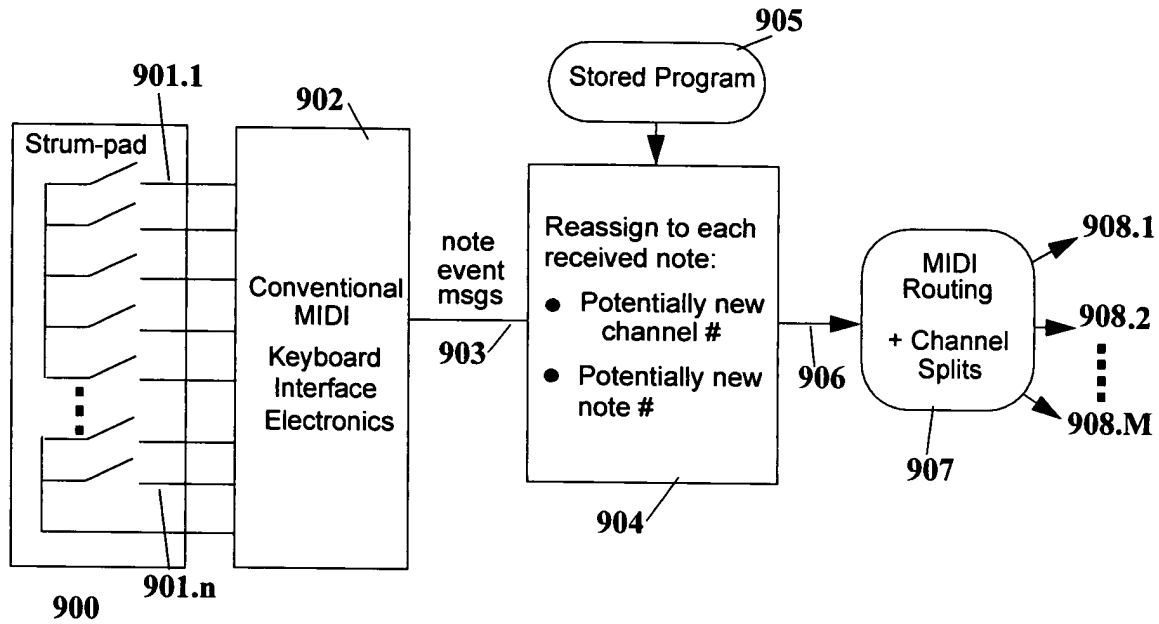 905
Stored Program
901.1
902
Strum-pad
Conventional
MIDI
Keyboard
Interface
Electronics
note
event
msgs
903
Reassign to each
received note:
● Potentially new
channel #
● Potentially new
note #
904
906
MIDI
Routing
+ Channel
Splits
907
908.1
908.2
908.M
901.n
900